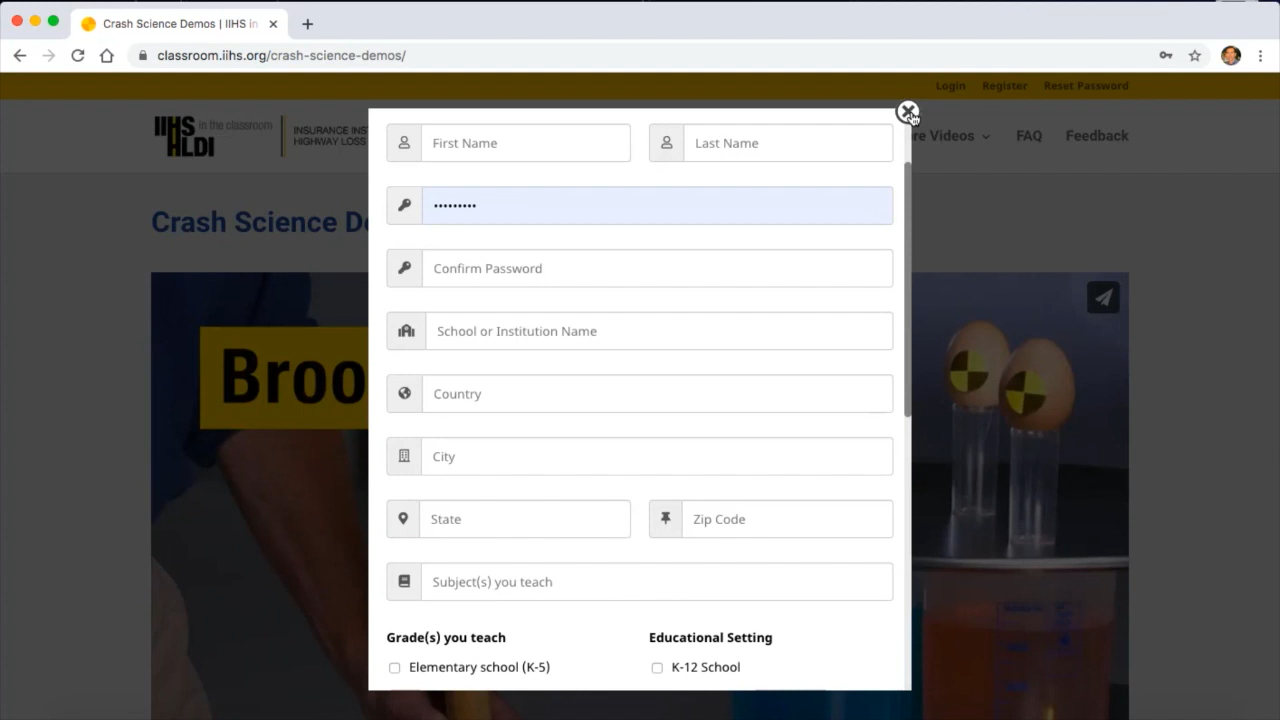 Crash Science Demos | IIHS in
classroom.iihs.org/crash-science-demos/
Login Register Reset Password
IIHS in the classroom
HLDI
INSURANCE INS
HIGHWAY LOSS
re Videos FAQ Feedback
Crash Science D
Broo
First Name Last Name
•••••••••
Confirm Password
School or Institution Name
Country
City
State Zip Code
Subject(s) you teach
Grade(s) you teach Educational Setting
Elementary school (K-5) K-12 School